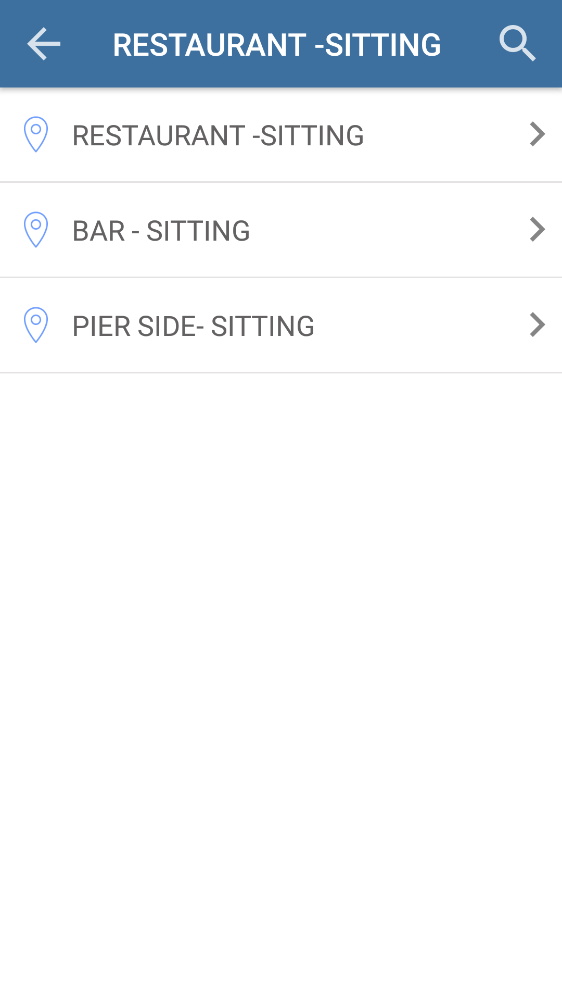 RESTAURANT -SITTING
RESTAURANT -SITTING
BAR - SITTING
PIER SIDE- SITTING